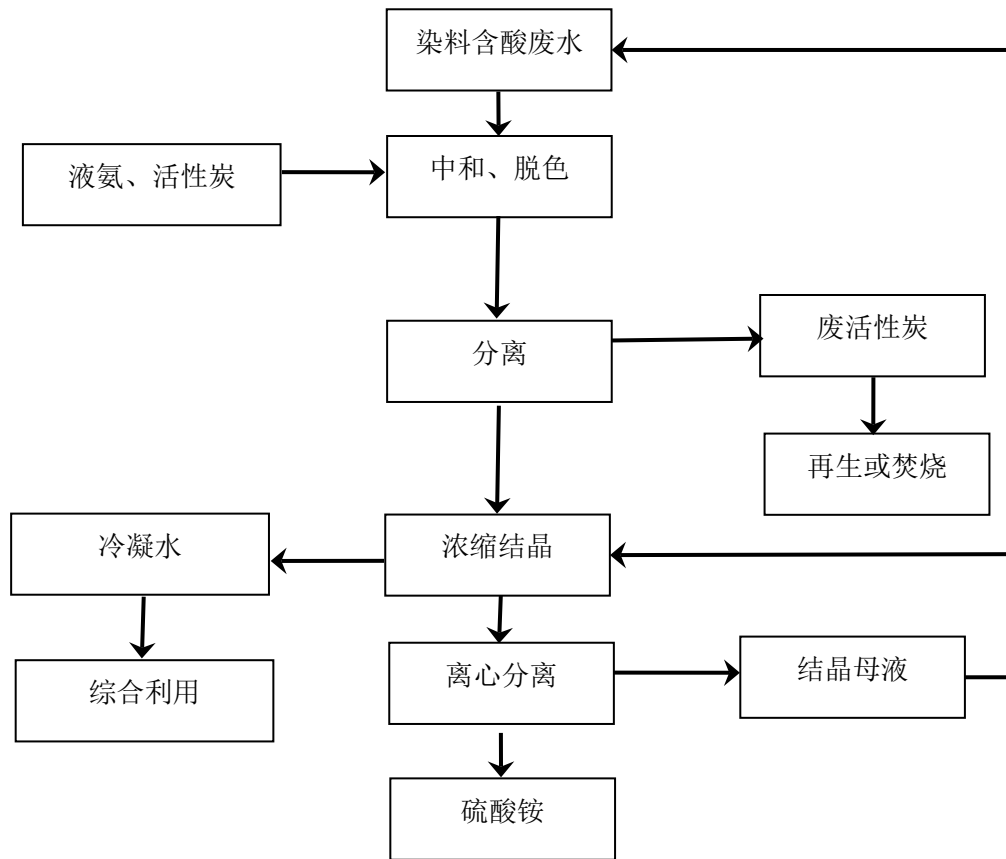 染料含酸废水
液氨、活性炭
中和、脱色
分离
废活性炭
再生或焚烧
冷凝水
浓缩结晶
综合利用
离心分离
结晶母液
硫酸铵